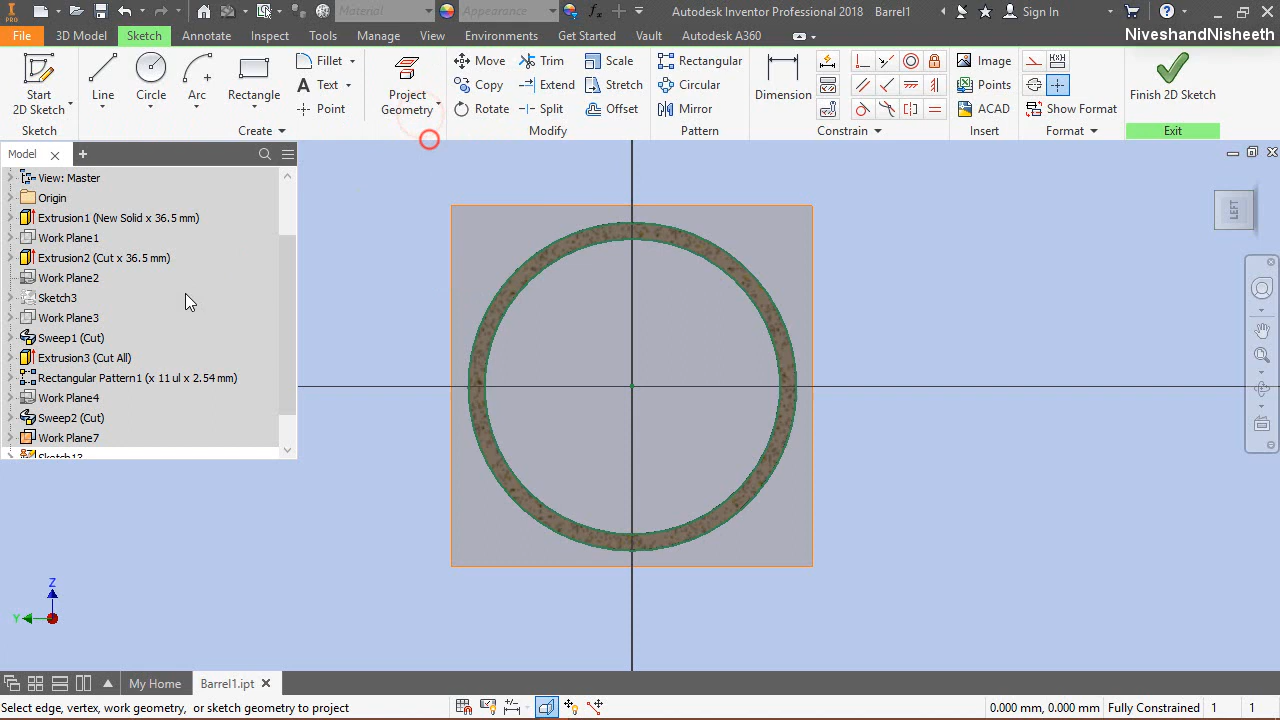 PRO
Material
Appearance
Autodesk Inventor Professional 2018
Barrel1
Sign In
File
3D Model
Sketch
Annotate
Inspect
Tools
Manage
View
Environments
Get Started
Vault
Autodesk A360
NiveshandNisheeth
Start
2D Sketch
Line
Circle
Arc
Rectangle
Fillet
Text
Point
Project
Geometry
Move
Copy
Rotate
Trim
Extend
Split
Scale
Stretch
Offset
Rectangular
Circular
Mirror
Dimension
Image
Points
ACAD
Show Format
Finish 2D Sketch
Sketch
Create
Modify
Pattern
Constrain
Insert
Format
Exit
Model
View: Master
Origin
Extrusion1 (New Solid x 36.5 mm)
Work Plane1
Extrusion2 (Cut x 36.5 mm)
Work Plane2
Sketch3
Work Plane3
Sweep1 (Cut)
Extrusion3 (Cut All)
Rectangular Pattern1 (x 11 ul x 2.54 mm)
Work Plane4
Sweep2 (Cut)
Work Plane7
Sketch13
LEFT
Z
Y
My Home
Barrel1.ipt
Select edge, vertex, work geometry, or sketch geometry to project
0.000 mm, 0.000 mm
Fully Constrained
1
1